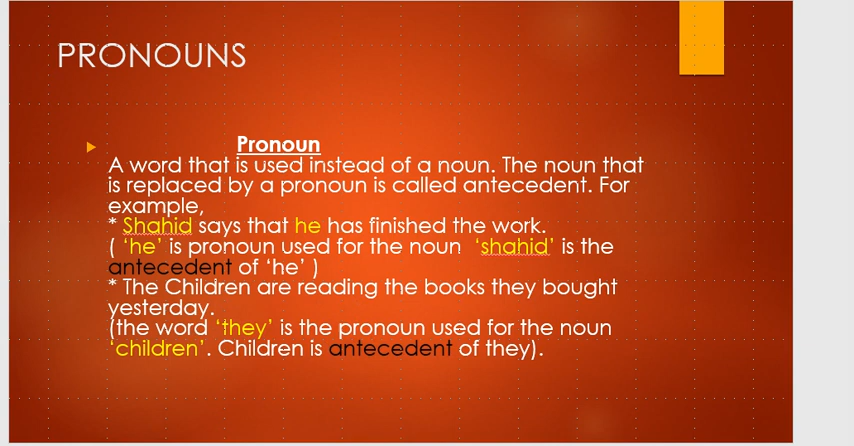 PRONOUNS
Pronoun
A word that is used instead of a noun. The noun that
is replaced by a pronoun is called antecedent. For
example,
* Shahid says that he has finished the work.
( ‘he’ is pronoun used for the noun ‘shahid’ is the
antecedent of ‘he’ )
* The Children are reading the books they bought
yesterday.
(the word ‘they’ is the pronoun used for the noun
‘children’. Children is antecedent of they).